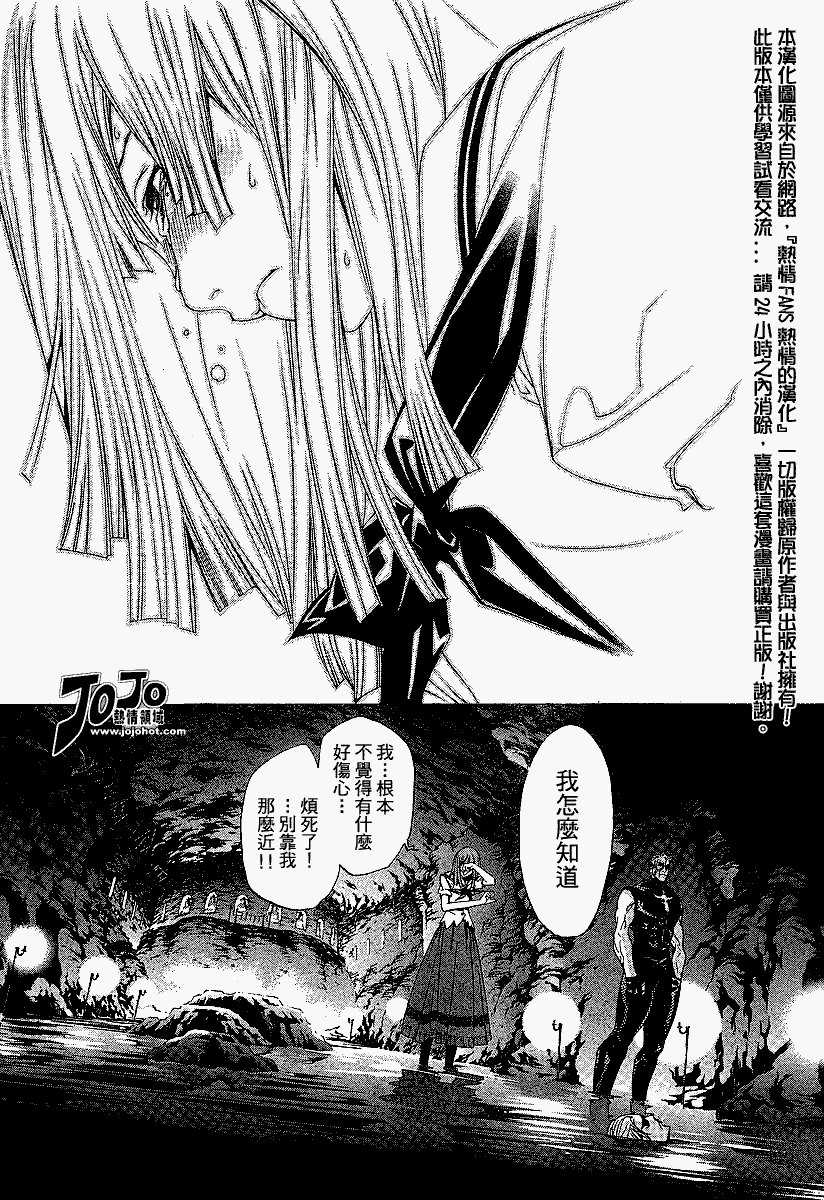 本漢化圖源來自於網路，『熱情FANS 熱情的漢化』一切版權歸原作者與出版社擁有！
此版本僅供學習試看交流... 請24小時之內消除，喜歡這套漫畫請購買正版！謝謝。
JOJO
熱情領域
www.jojohot.com
我怎麼知道
我…根本
不覺得有什麼
好傷心…
煩死了！
…別靠我
那麼近!!